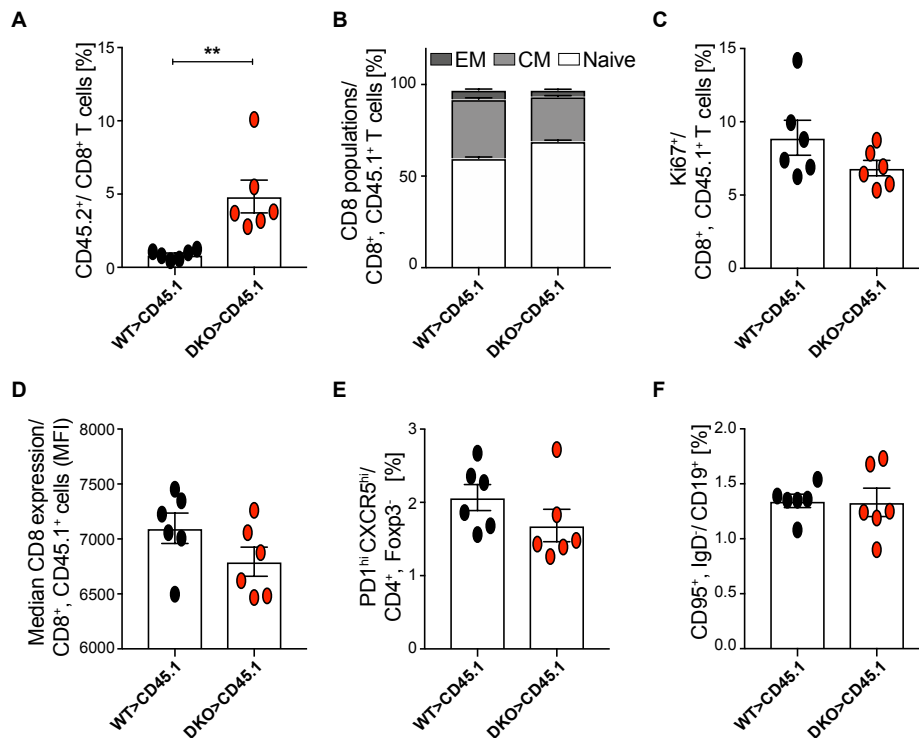 A
CD45.2⁺/ CD8⁺ T cells [%]
15
10
5
0
**
WT>CD45.1
DKO>CD45.1
B
CD8 populations/
CD8⁺, CD45.1⁺ T cells [%]
100
50
0
EM CM Naive
WT>CD45.1
DKO>CD45.1
C
Ki67⁺/
CD8⁺, CD45.1⁺ T cells [%]
15
10
5
0
WT>CD45.1
DKO>CD45.1
D
Median CD8 expression/
CD8⁺, CD45.1⁺ cells (MFI)
8000
7500
7000
6500
6000
WT>CD45.1
DKO>CD45.1
E
PD1ʰⁱCXCR5ʰⁱ/
CD4⁺, Foxp3⁻ [%]
3
2
1
0
WT>CD45.1
DKO>CD45.1
F
CD95⁺, IgD⁻/ CD19⁺ [%]
2.0
1.5
1.0
0.5
0.0
WT>CD45.1
DKO>CD45.1